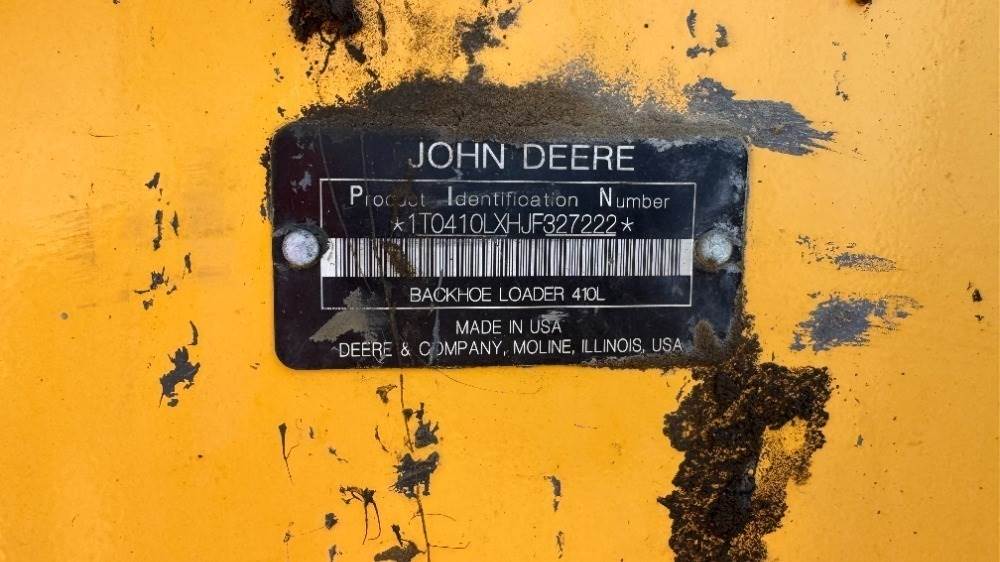 JOHN DEERE
Product Identification Number
*1T0410LXHJF327222*
BACKHOE LOADER 410L
MADE IN USA
DEERE & COMPANY, MOLINE, ILLINOIS, USA